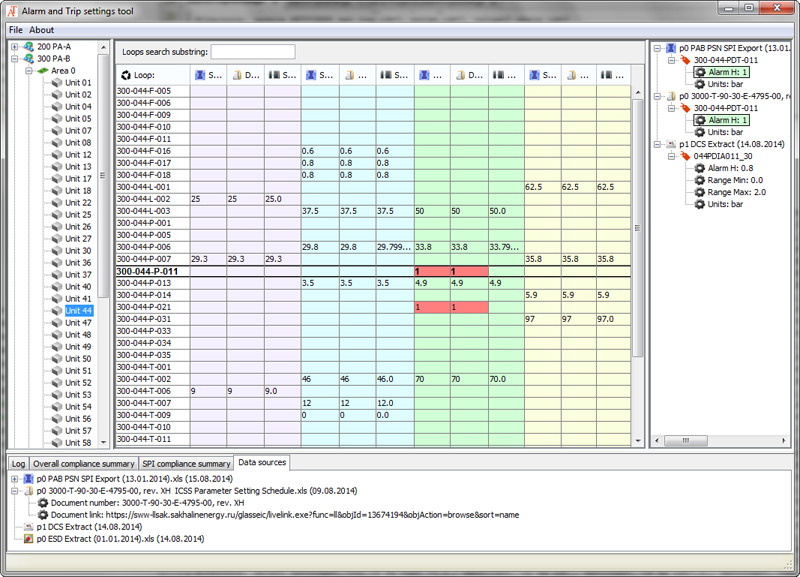 Alarm and Trip settings tool
File About
200 PA-A
300 PA-B
Area 0
Unit 01
Unit 02
Unit 04
Unit 05
Unit 07
Unit 08
Unit 12
Unit 13
Unit 17
Unit 18
Unit 22
Unit 25
Unit 26
Unit 27
Unit 30
Unit 36
Unit 37
Unit 40
Unit 41
Unit 44
Unit 47
Unit 48
Unit 49
Unit 50
Unit 51
Unit 52
Unit 53
Unit 54
Unit 56
Unit 57
Unit 58
Loops search substring:
Loop: S... D... S... S... ... S... ... D... ... S... ... ...
300-044-F-005
300-044-F-006
300-044-F-009
300-044-F-010
300-044-F-011
300-044-F-016 0.6 0.6 0.6
300-044-F-017 0.8 0.8 0.8
300-044-F-018 0.8 0.8 0.8
300-044-L-001 62.5 62.5 62.5
300-044-L-002 25 25 25.0
300-044-L-003 37.5 37.5 37.5 50 50 50.0
300-044-P-001
300-044-P-005
300-044-P-006 29.8 29.8 29.799... 33.8 33.8 33.79...
300-044-P-007 29.3 29.3 29.3 35.8 35.8 35.8
300-044-P-011 1 1
300-044-P-013 3.5 3.5 3.5 4.9 4.9 4.9
300-044-P-014 5.9 5.9 5.9
300-044-P-021 1 1
300-044-P-031 97 97 97.0
300-044-P-033
300-044-P-034
300-044-P-035
300-044-T-001
300-044-T-002 46 46 46.0 70 70 70.0
300-044-T-006 9 9 9.0
300-044-T-007 12 12 12.0
300-044-T-009 0 0 0.0
300-044-T-010
300-044-T-011
p0 PAB PSN SPI Export (13.01.
300-044-PDT-011
Alarm H: 1
Units: bar
p0 3000-T-90-30-E-4795-00, r
300-044-PDT-011
Alarm H: 1
Units: bar
p1 DCS Extract (14.08.2014)
044PDIA011_30
Alarm H: 0.8
Range Min: 0.0
Range Max: 2.0
Units: bar
Log Overall compliance summary SPI compliance summary Data sources
p0 PAB PSN SPI Export (13.01.2014).xls (15.08.2014)
p0 3000-T-90-30-E-4795-00, rev. XH ICSS Parameter Setting Schedule.xls (09.08.2014)
Document number: 3000-T-90-30-E-4795-00, rev. XH
Document link: https://sww-llsak.sakhalinenergy.ru/glasseic/livelink.exe?func=ll&objId=13674194&objAction=browse&sort=name
p1 DCS Extract (14.08.2014)
p0 ESD Extract (01.01.2014).xls (14.08.2014)